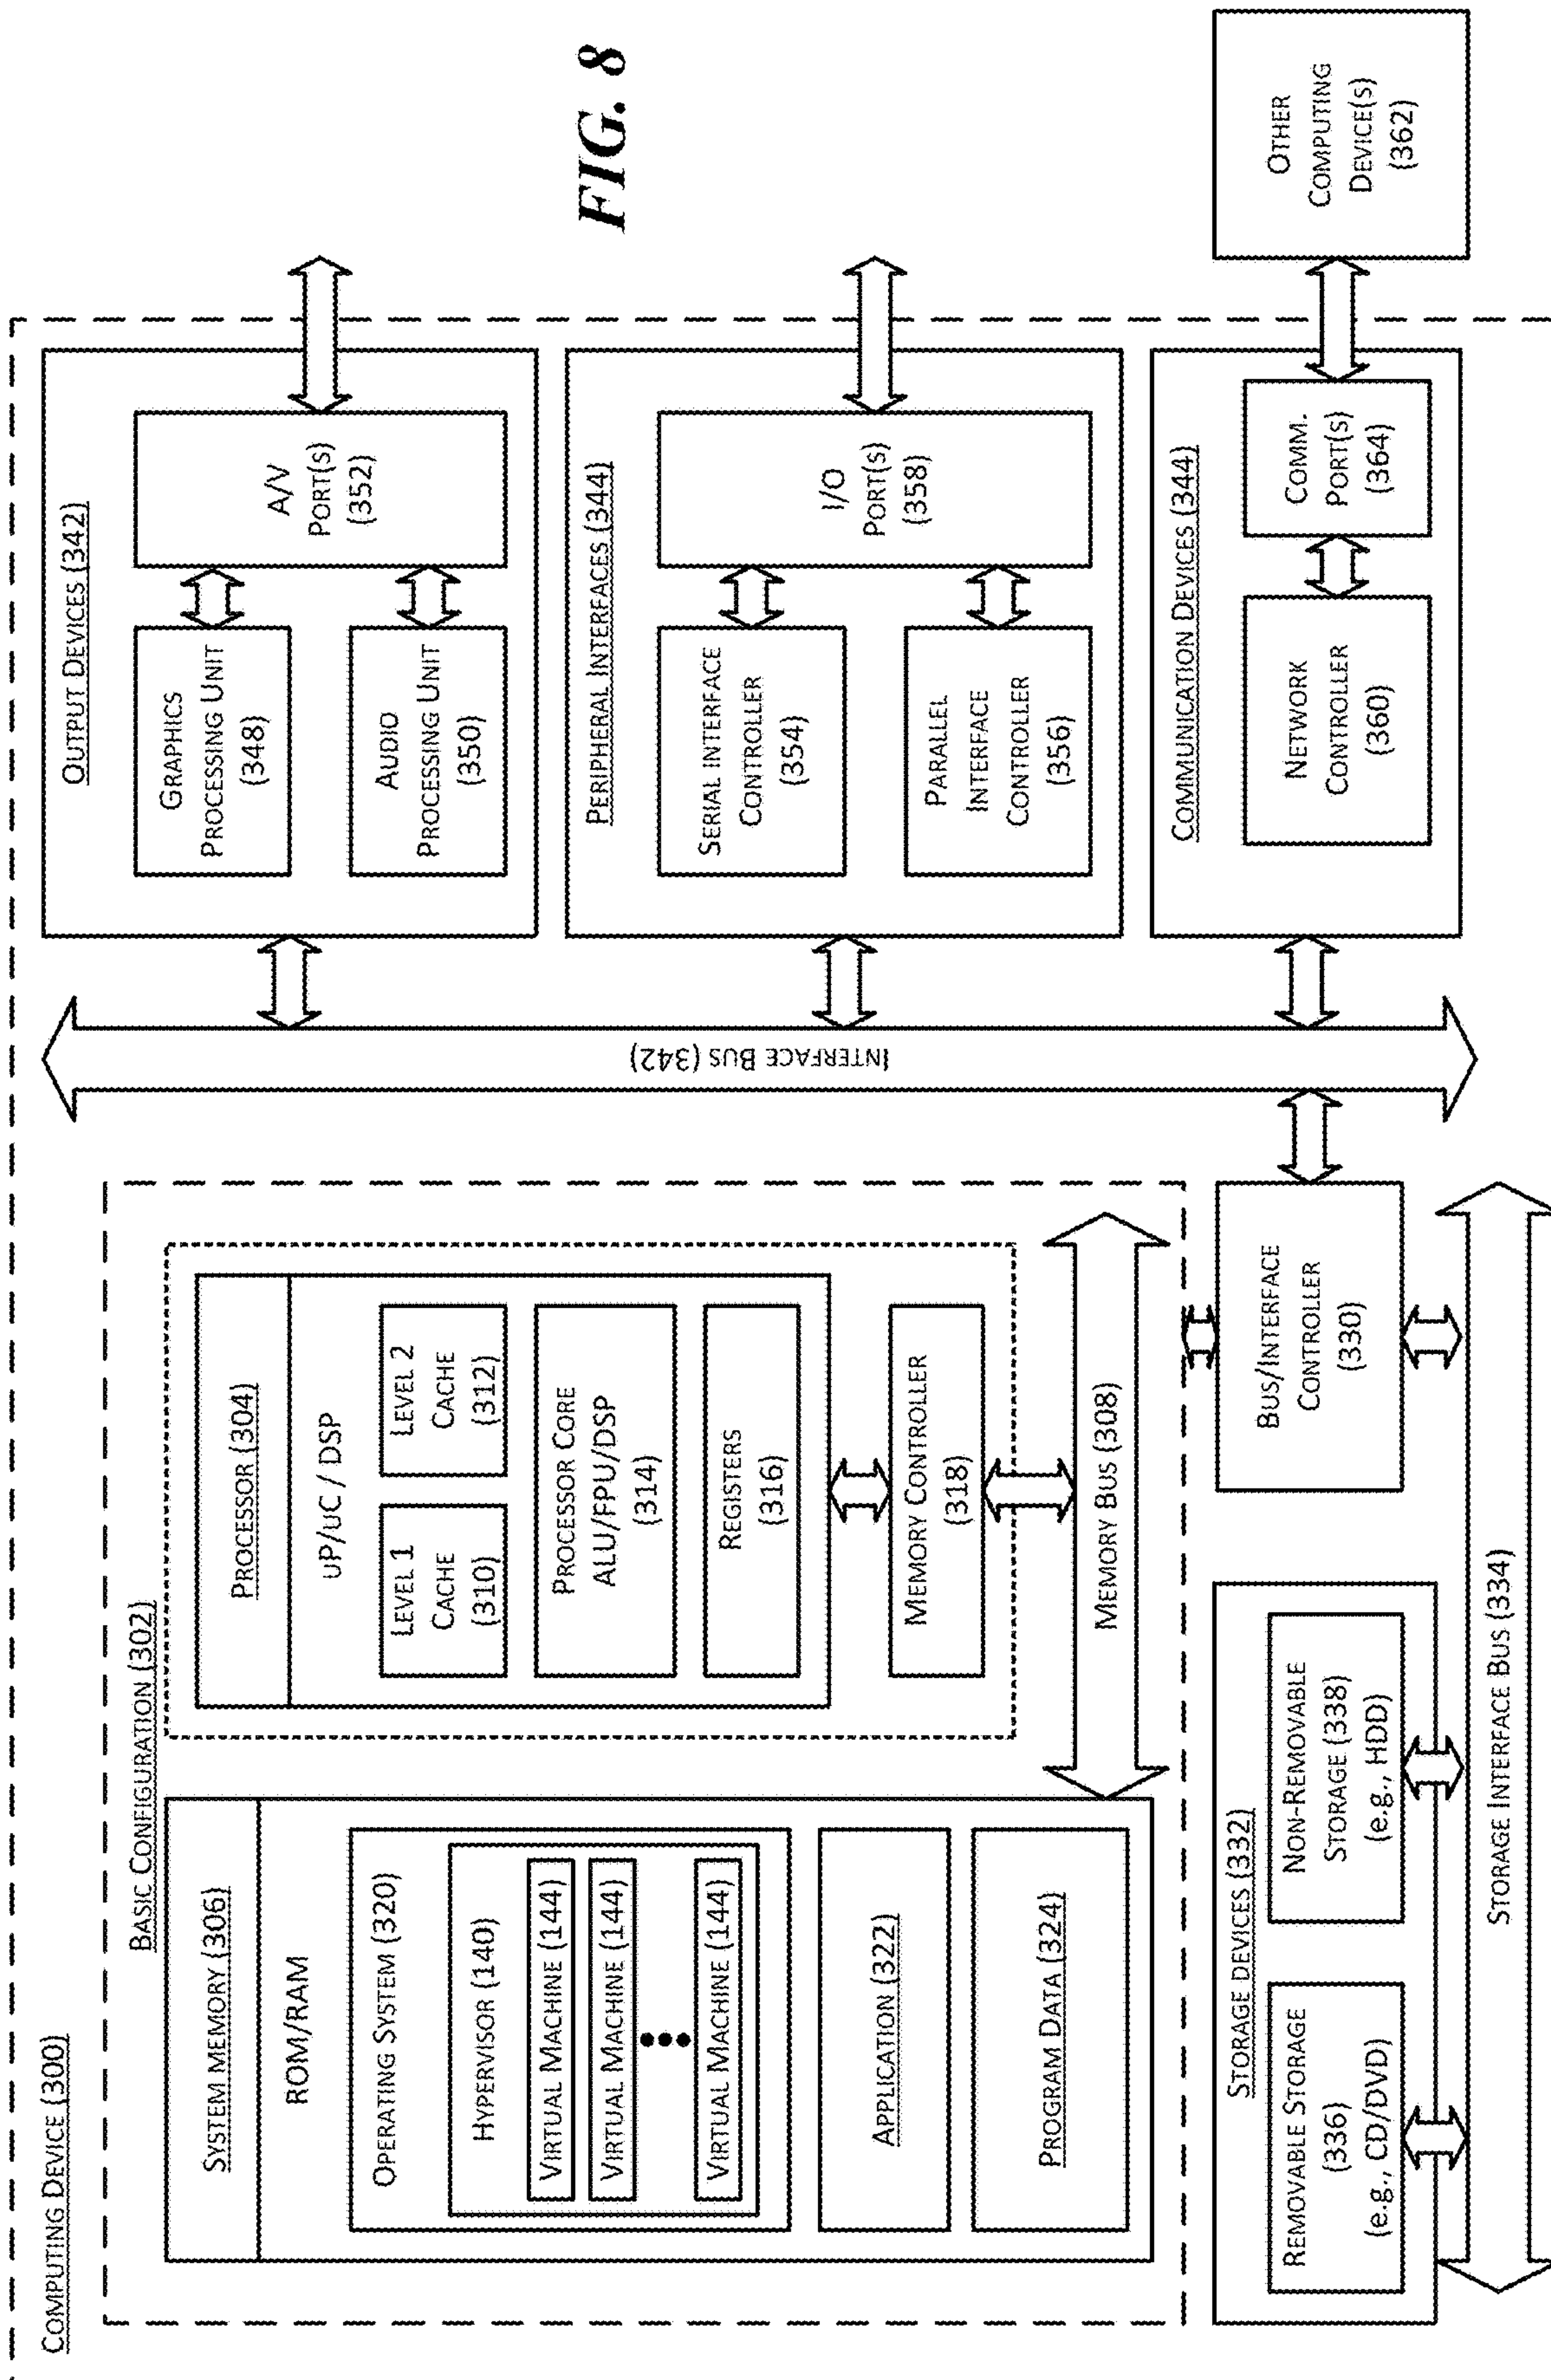 COMPUTING DEVICE (300)
BASIC CONFIGURATION (302)
SYSTEM MEMORY (306)
ROM/RAM
OPERATING SYSTEM (320)
HYPERVISOR (140)
VIRTUAL MACHINE (144)
VIRTUAL MACHINE (144)
VIRTUAL MACHINE (144)
APPLICATION (322)
PROGRAM DATA (324)
PROCESSOR (304)
uP/uC / DSP
LEVEL 1
CACHE
(310)
LEVEL 2
CACHE
(312)
PROCESSOR CORE
ALU/FPU/DSP
(314)
REGISTERS
(316)
MEMORY CONTROLLER
(318)
MEMORY BUS (308)
STORAGE DEVICES (332)
REMOVABLE STORAGE
(336)
(e.g., CD/DVD)
NON-REMOVABLE
STORAGE (338)
(e.g., HDD)
BUS/INTERFACE
CONTROLLER
(330)
STORAGE INTERFACE BUS (334)
INTERFACE BUS (342)
OUTPUT DEVICES (342)
GRAPHICS
PROCESSING UNIT
(348)
AUDIO
PROCESSING UNIT
(350)
A/V
PORT(S)
(352)
PERIPHERAL INTERFACES (344)
SERIAL INTERFACE
CONTROLLER
(354)
PARALLEL
INTERFACE
CONTROLLER
(356)
I/O
PORT(S)
(358)
COMMUNICATION DEVICES (344)
NETWORK
CONTROLLER
(360)
COMM.
PORT(S)
(364)
OTHER
COMPUTING
DEVICE(S)
(362)
FIG. 8